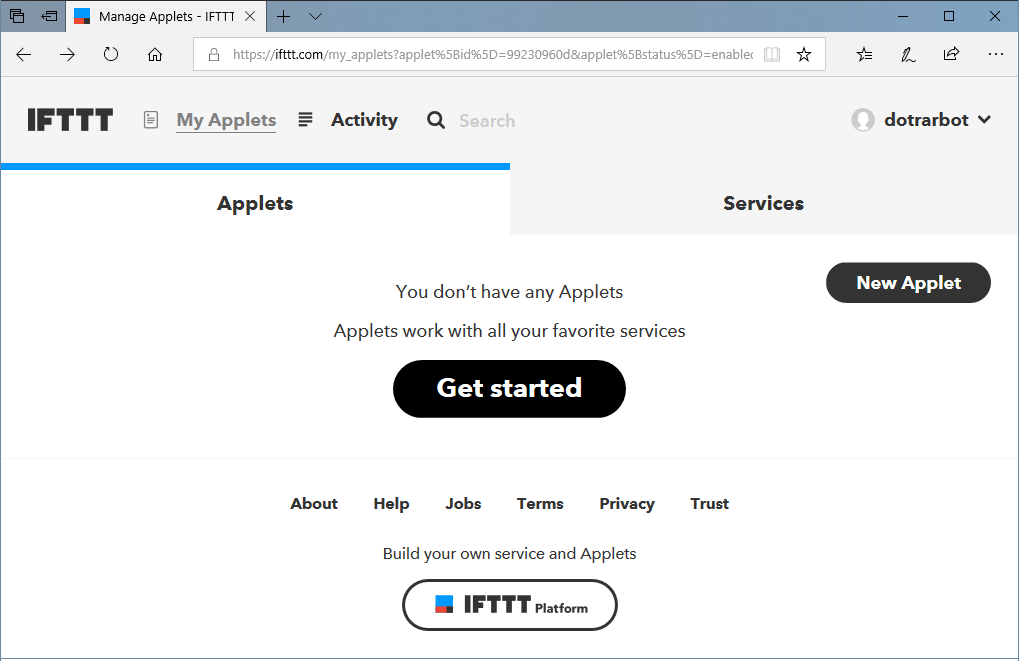 Manage Applets - IFTTT
https://ifttt.com/my_applets?applet%5Bid%5D=99230960d&applet%5Bstatus%5D=enabled
IFTTT My Applets Activity Search dotrarbot
Applets Services
New Applet
You don’t have any Applets
Applets work with all your favorite services
Get started
About Help Jobs Terms Privacy Trust
Build your own service and Applets
IFTTT Platform